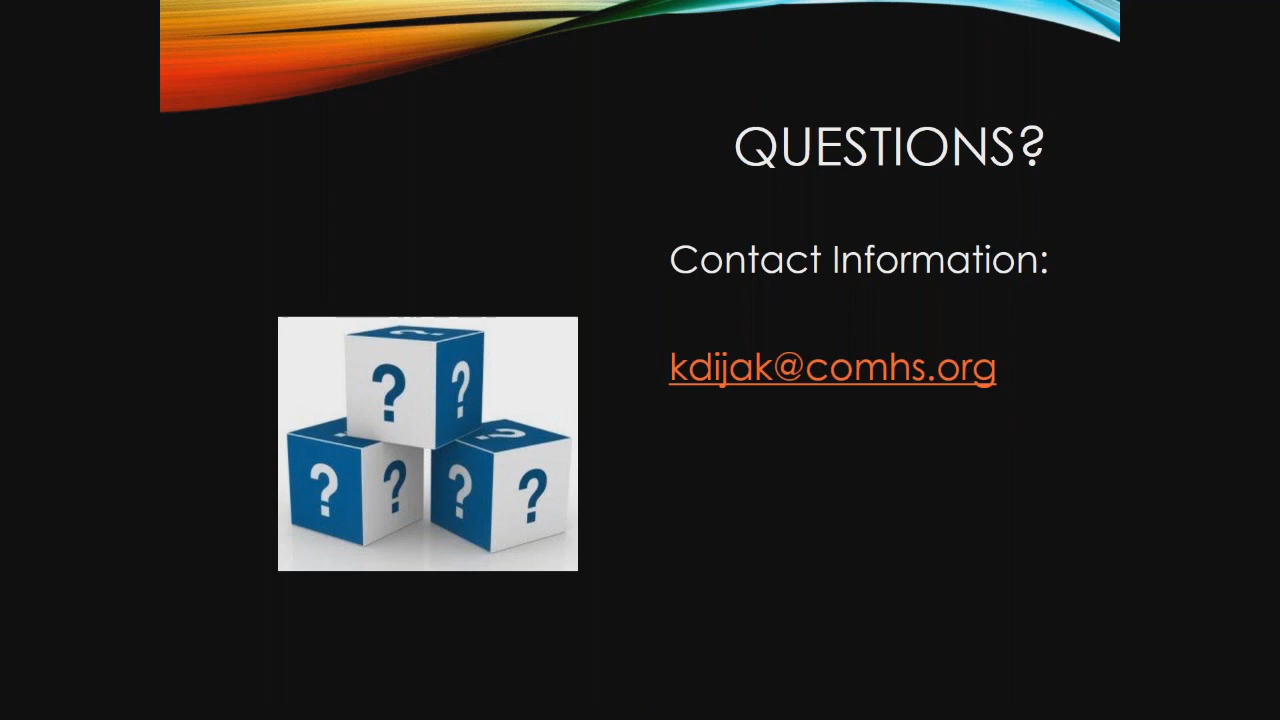 QUESTIONS?
Contact Information:
kdijak@comhs.org
? ?
? ? ? ?